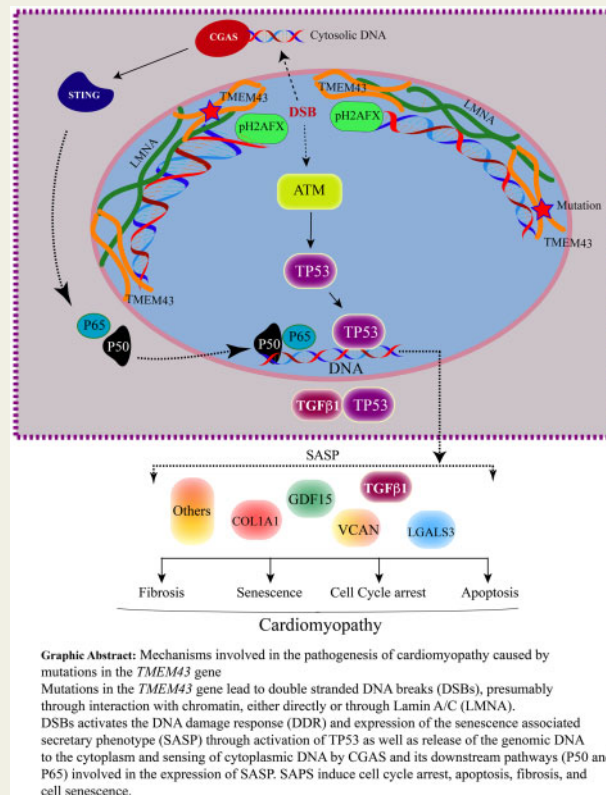 CGAS
Cytosolic DNA
STING
TMEM43
TMEM43
DSB
LMNA
LMNA
pH2AFX
pH2AFX
ATM
Mutation
TMEM43
TMEM43
TP53
P65
P50
P50
P65
TP53
DNA
TGFβ1
TP53
SASP
Others
COL1A1
GDF15
TGFβ1
VCAN
LGALS3
Fibrosis
Senescence
Cell Cycle arrest
Apoptosis
Cardiomyopathy
Graphic Abstract: Mechanisms involved in the pathogenesis of cardiomyopathy caused by
mutations in the TMEM43 gene
Mutations in the TMEM43 gene lead to double stranded DNA breaks (DSBs), presumably
through interaction with chromatin, either directly or through Lamin A/C (LMNA).
DSBs activates the DNA damage response (DDR) and expression of the senescence associated
secretary phenotype (SASP) through activation of TP53 as well as release of the genomic DNA
to the cytoplasm and sensing of cytoplasmic DNA by CGAS and its downstream pathways (P50 and
P65) involved in the expression of SASP. SAPS induce cell cycle arrest, apoptosis, fibrosis, and
cell senescence.